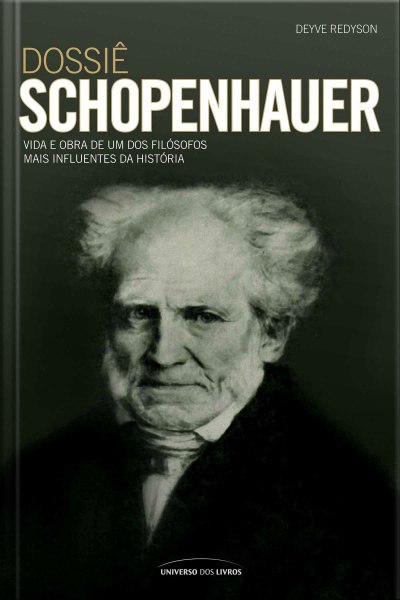 DEYVE REDYSON
DOSSIÊ
SCHOPENHAUER
VIDA E OBRA DE UM DOS FILÓSOFOS
MAIS INFLUENTES DA HISTÓRIA
UNIVERSO DOS LIVROS